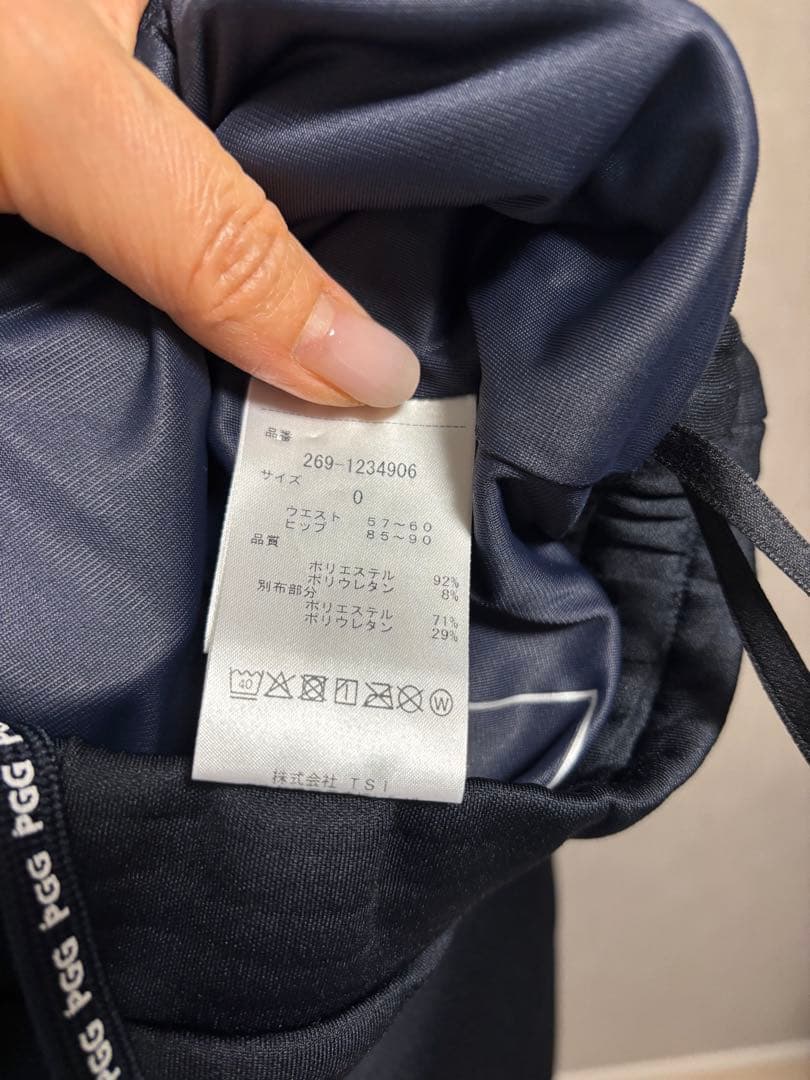 品番
269-1234906
サイズ
0
ウエスト 57～60
ヒップ 85～90
品質
ポリエステル 92%
ポリウレタン 8%
別布部分
ポリエステル 71%
ポリウレタン 29%
40 W
株式会社 TSI
PGG PGG PGG PGG